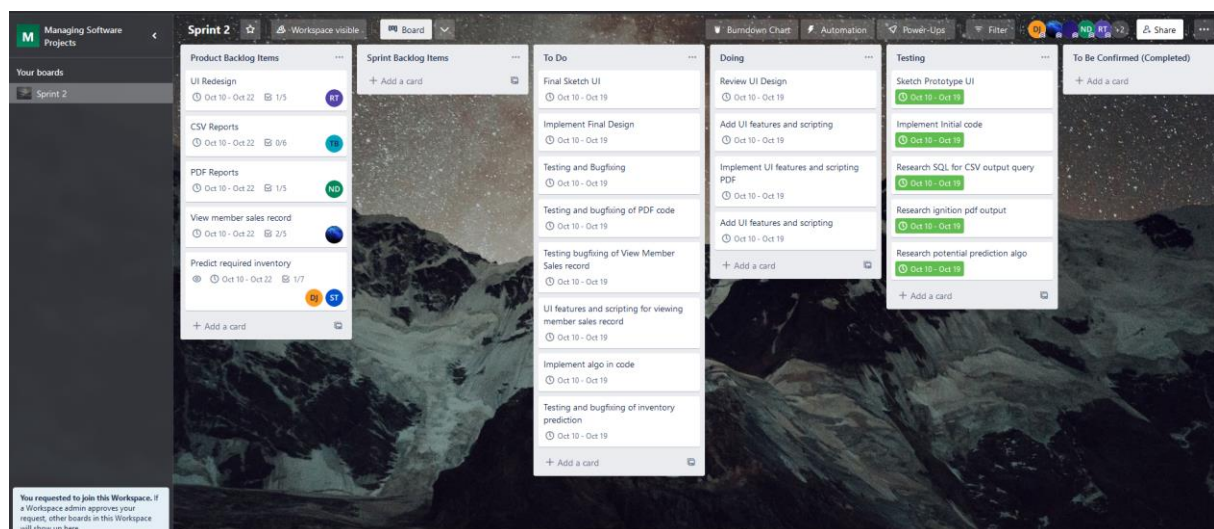 M
Managing Software
Projects
Your boards
Sprint 2
You requested to join this Workspace. If
a Workspace admin approves your
request, other boards in this Workspace
will show up here.
Sprint 2
Workspace visible
Board
Burndown Chart
Automation
Power-Ups
Filter
DJ
ND
RT
+2
Share
Product Backlog Items
UI Redesign
Oct 10 - Oct 22 1/5
RT
CSV Reports
Oct 10 - Oct 22 0/6
TB
PDF Reports
Oct 10 - Oct 22 1/5
ND
View member sales record
Oct 10 - Oct 22 2/5
Predict required inventory
Oct 10 - Oct 22 1/7
DJ ST
+ Add a card
Sprint Backlog Items
+ Add a card
To Do
Final Sketch UI
Oct 10 - Oct 19
Implement Final Design
Oct 10 - Oct 19
Testing and Bugfixing
Oct 10 - Oct 19
Testing and bugfixing of PDF code
Oct 10 - Oct 19
Testing bugfixing of View Member
Sales record
Oct 10 - Oct 19
UI features and scripting for viewing
member sales record
Oct 10 - Oct 19
Implement algo in code
Oct 10 - Oct 19
Testing and bugfixing of inventory
prediction
Oct 10 - Oct 19
+ Add a card
Doing
Review UI Design
Oct 10 - Oct 19
Add UI features and scripting
Oct 10 - Oct 19
Implement UI features and scripting
PDF
Oct 10 - Oct 19
Add UI features and scripting
Oct 10 - Oct 19
+ Add a card
Testing
Sketch Prototype UI
Oct 10 - Oct 19
Implement Initial code
Oct 10 - Oct 19
Research SQL for CSV output query
Oct 10 - Oct 19
Research ignition pdf output
Oct 10 - Oct 19
Research potential prediction algo
Oct 10 - Oct 19
+ Add a card
To Be Confirmed (Completed)
+ Add a card